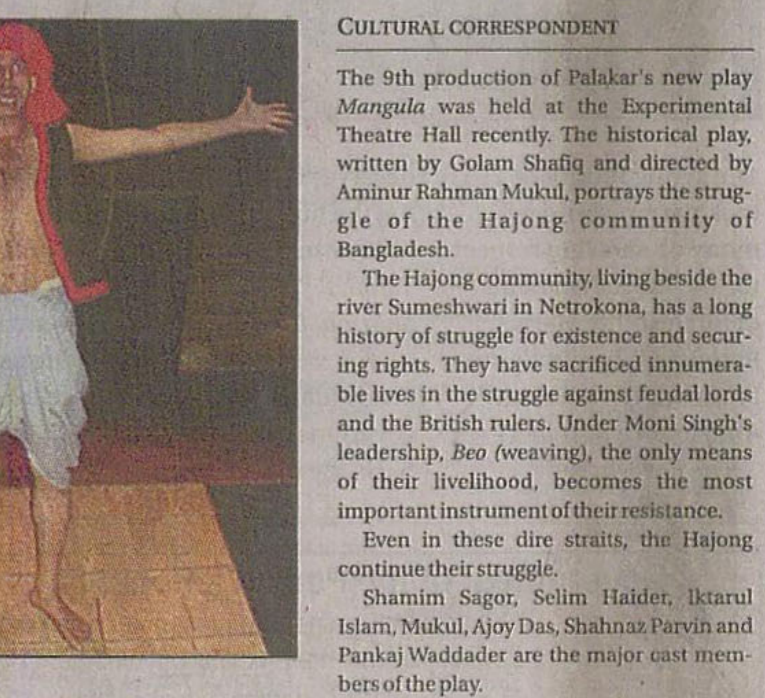 CULTURAL CORRESPONDENT
The 9th production of Palakar's new play
Mangula was held at the Experimental
Theatre Hall recently. The historical play,
written by Golam Shafiq and directed by
Aminur Rahman Mukul, portrays the strug-
gle of the Hajong community of
Bangladesh.
The Hajong community, living beside the
river Sumeshwari in Netrokona, has a long
history of struggle for existence and secur-
ing rights. They have sacrificed innumera-
ble lives in the struggle against feudal lords
and the British rulers. Under Moni Singh's
leadership, Beo (weaving), the only means
of their livelihood, becomes the most
important instrument of their resistance.
Even in these dire straits, the Hajong
continue their struggle.
Shamim Sagor, Selim Haider, Iktarul
Islam, Mukul, Ajoy Das, Shahnaz Parvin and
Pankaj Waddader are the major cast mem-
bers of the play.